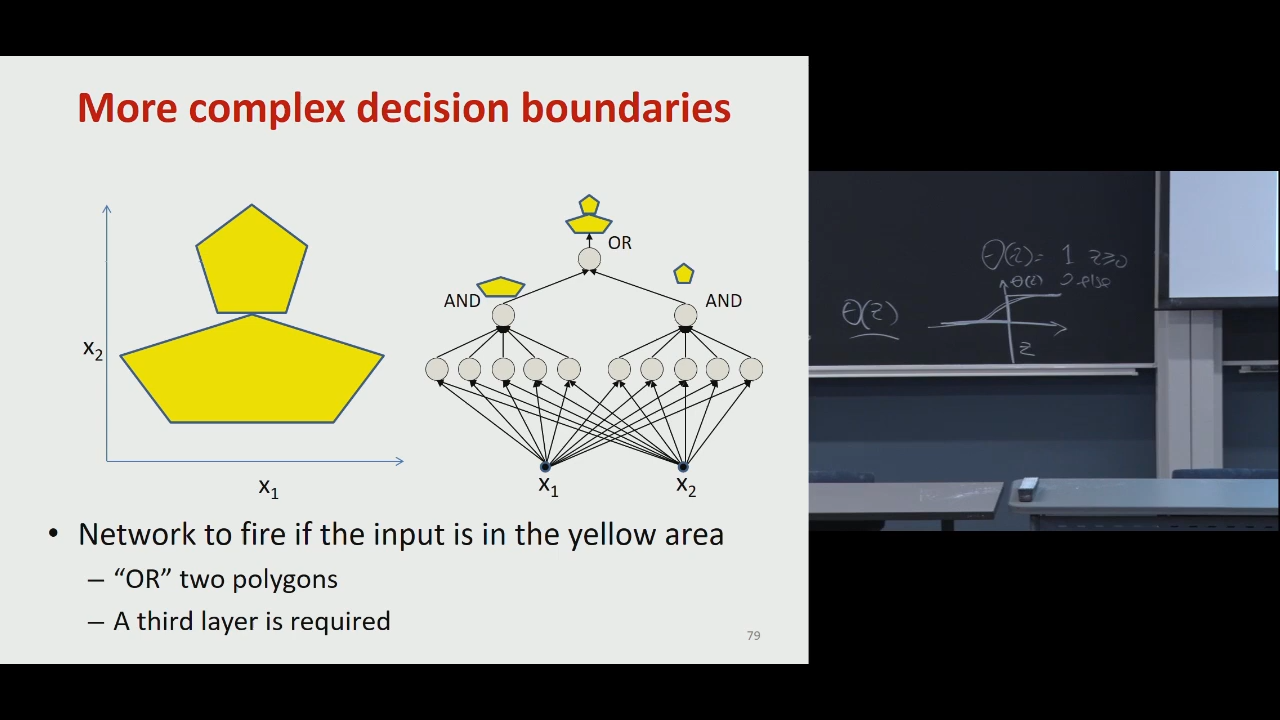 More complex decision boundaries
OR
AND
AND
x2
x1
x1
x2
• Network to fire if the input is in the yellow area
– “OR” two polygons
– A third layer is required
79
Θ(z)= 1 z≥0
Θ(z) 0 else
Θ(z)
z